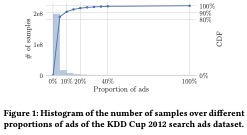 2e8
1e8
0
# of samples
100%
90%
80%
0%
CDF
0% 10% 20% 40% 100%
Proportion of ads
Figure 1: Histogram of the number of samples over different
proportions of ads of the KDD Cup 2012 search ads dataset.